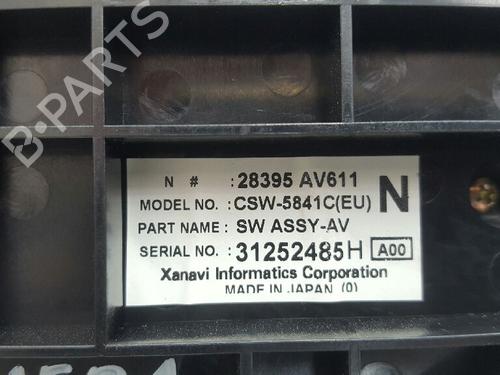 B-PARTS
N # : 28395 AV611
MODEL NO. : CSW-5841C(EU) N
PART NAME : SW ASSY-AV
SERIAL NO. : 31252485H A00
Xanavi Informatics Corporation
MADE IN JAPAN (0)